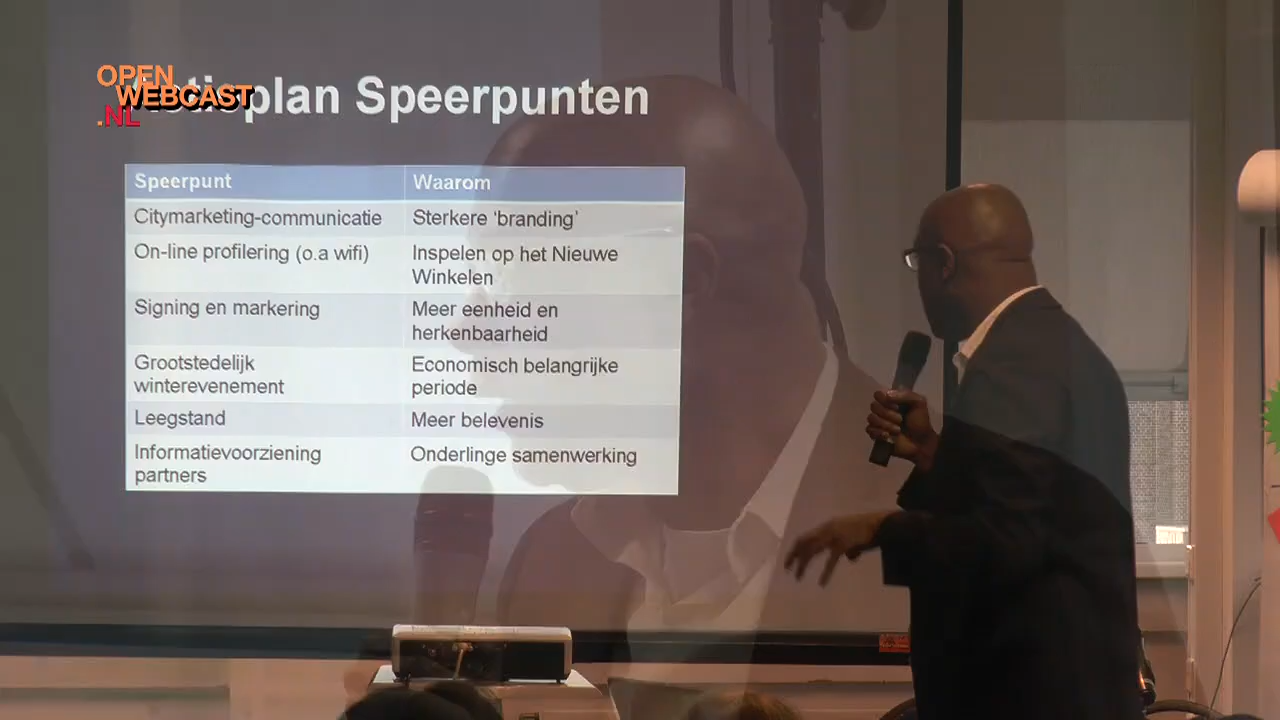 OPEN
WEBCAST
.NL
Actieplan Speerpunten
Speerpunt
Waarom
Citymarketing-communicatie
Sterkere ‘branding’
On-line profilering (o.a wifi)
Inspelen op het Nieuwe
Winkelen
Signing en markering
Meer eenheid en
herkenbaarheid
Grootstedelijk
winterevenement
Economisch belangrijke
periode
Leegstand
Meer belevenis
Informatievoorziening
partners
Onderlinge samenwerking